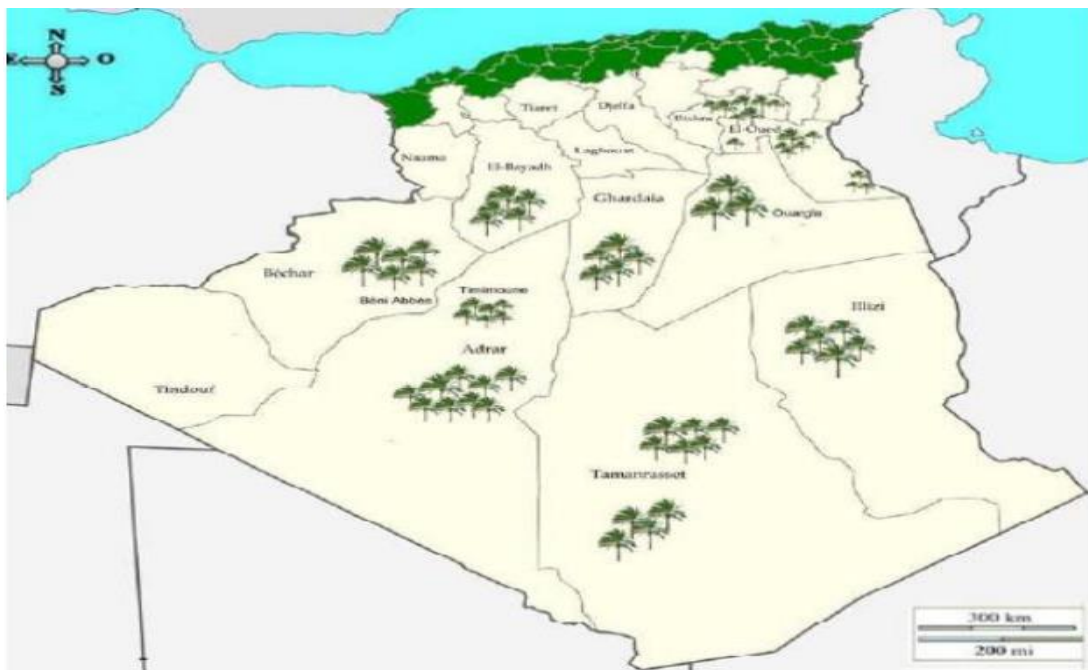 N
E O
S
Tiaret
Djelfa
Biskra
El-Oued
Naama
Laghouat
El-Bayadh
Ghardaia
Ouargla
Béchar
Béni Abbès
Timimoune
Illizi
Adrar
Tindouf
Tamanrasset
300 km
200 mi